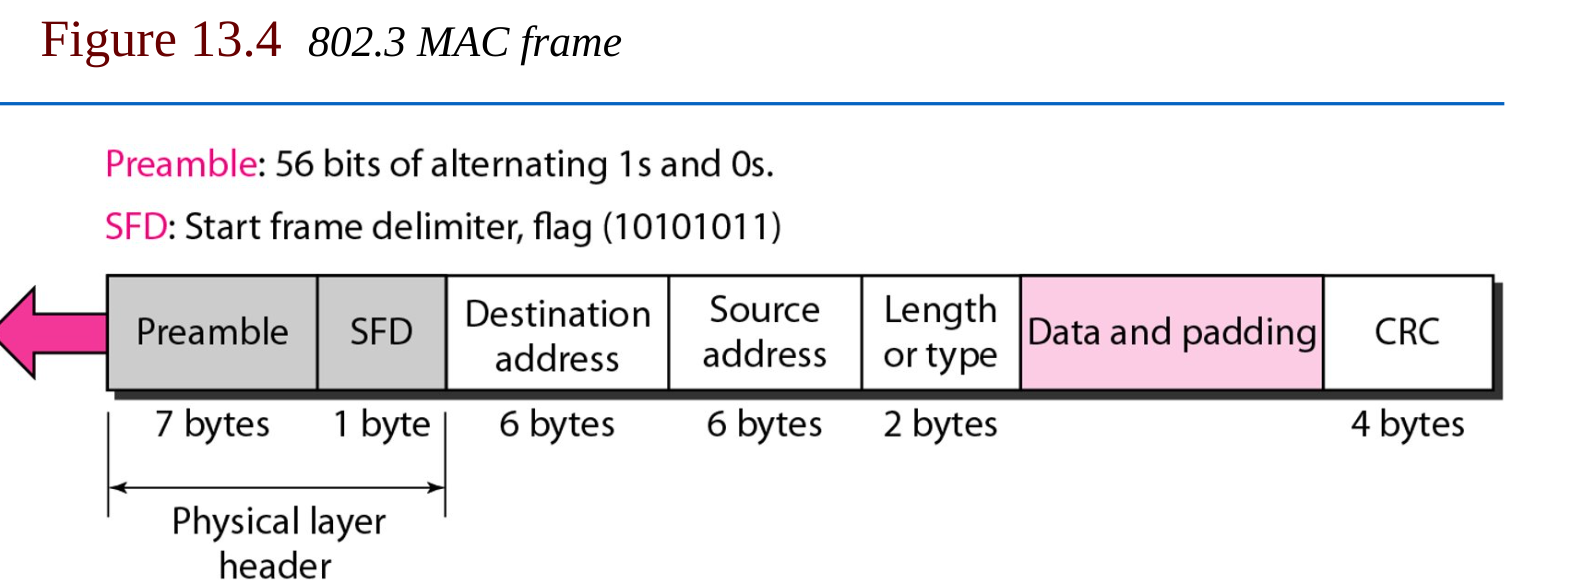 Figure 13.4 802.3 MAC frame
Preamble: 56 bits of alternating 1s and 0s.
SFD: Start frame delimiter, flag (10101011)
Preamble
SFD
Destination
address
Source
address
Length
or type
Data and padding
CRC
7 bytes
1 byte
6 bytes
6 bytes
2 bytes
4 bytes
Physical layer
header